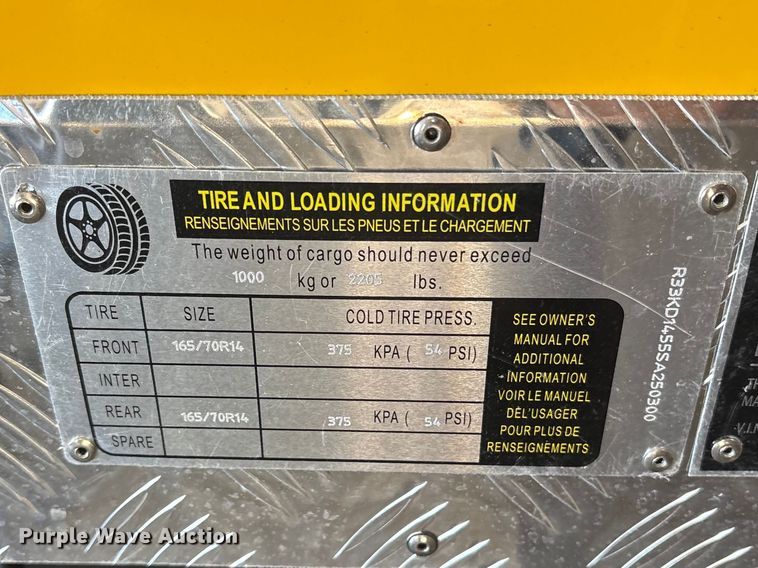 TIRE AND LOADING INFORMATION
RENSEIGNEMENTS SUR LES PNEUS ET LE CHARGEMENT
The weight of cargo should never exceed
1000 kg or 2205 lbs.
TIRE SIZE COLD TIRE PRESS.
FRONT 165/70R14 375 KPA ( 54 PSI)
INTER
REAR 165/70R14 375 KPA ( 54 PSI)
SPARE
SEE OWNER'S
MANUAL FOR
ADDITIONAL
INFORMATION
VOIR LE MANUEL
DÉL'USAGER
POUR PLUS DE
RENSEIGNEMENTS
R33KD1455SA250300
TH
MA
V.I.N
Purple Wave Auction